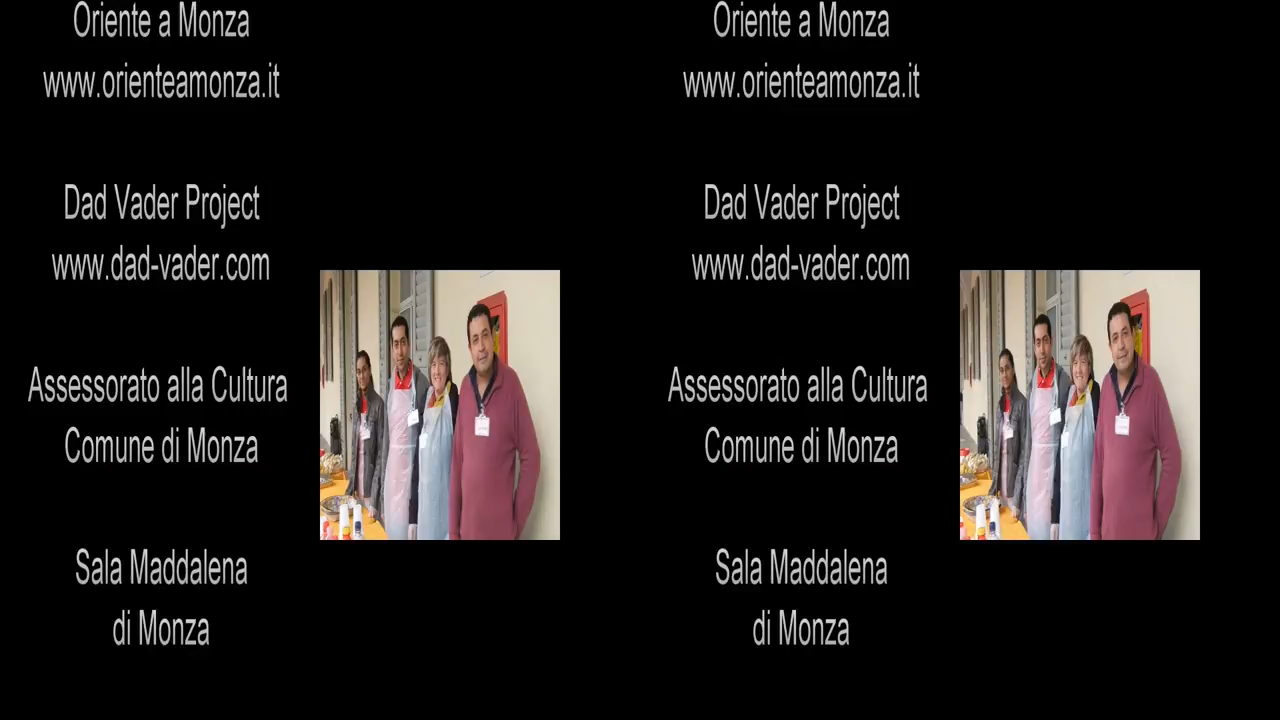 Oriente a Monza
www.orienteamonza.it
Dad Vader Project
www.dad-vader.com
Assessorato alla Cultura
Comune di Monza
Sala Maddalena
di Monza
Oriente a Monza
www.orienteamonza.it
Dad Vader Project
www.dad-vader.com
Assessorato alla Cultura
Comune di Monza
Sala Maddalena
di Monza